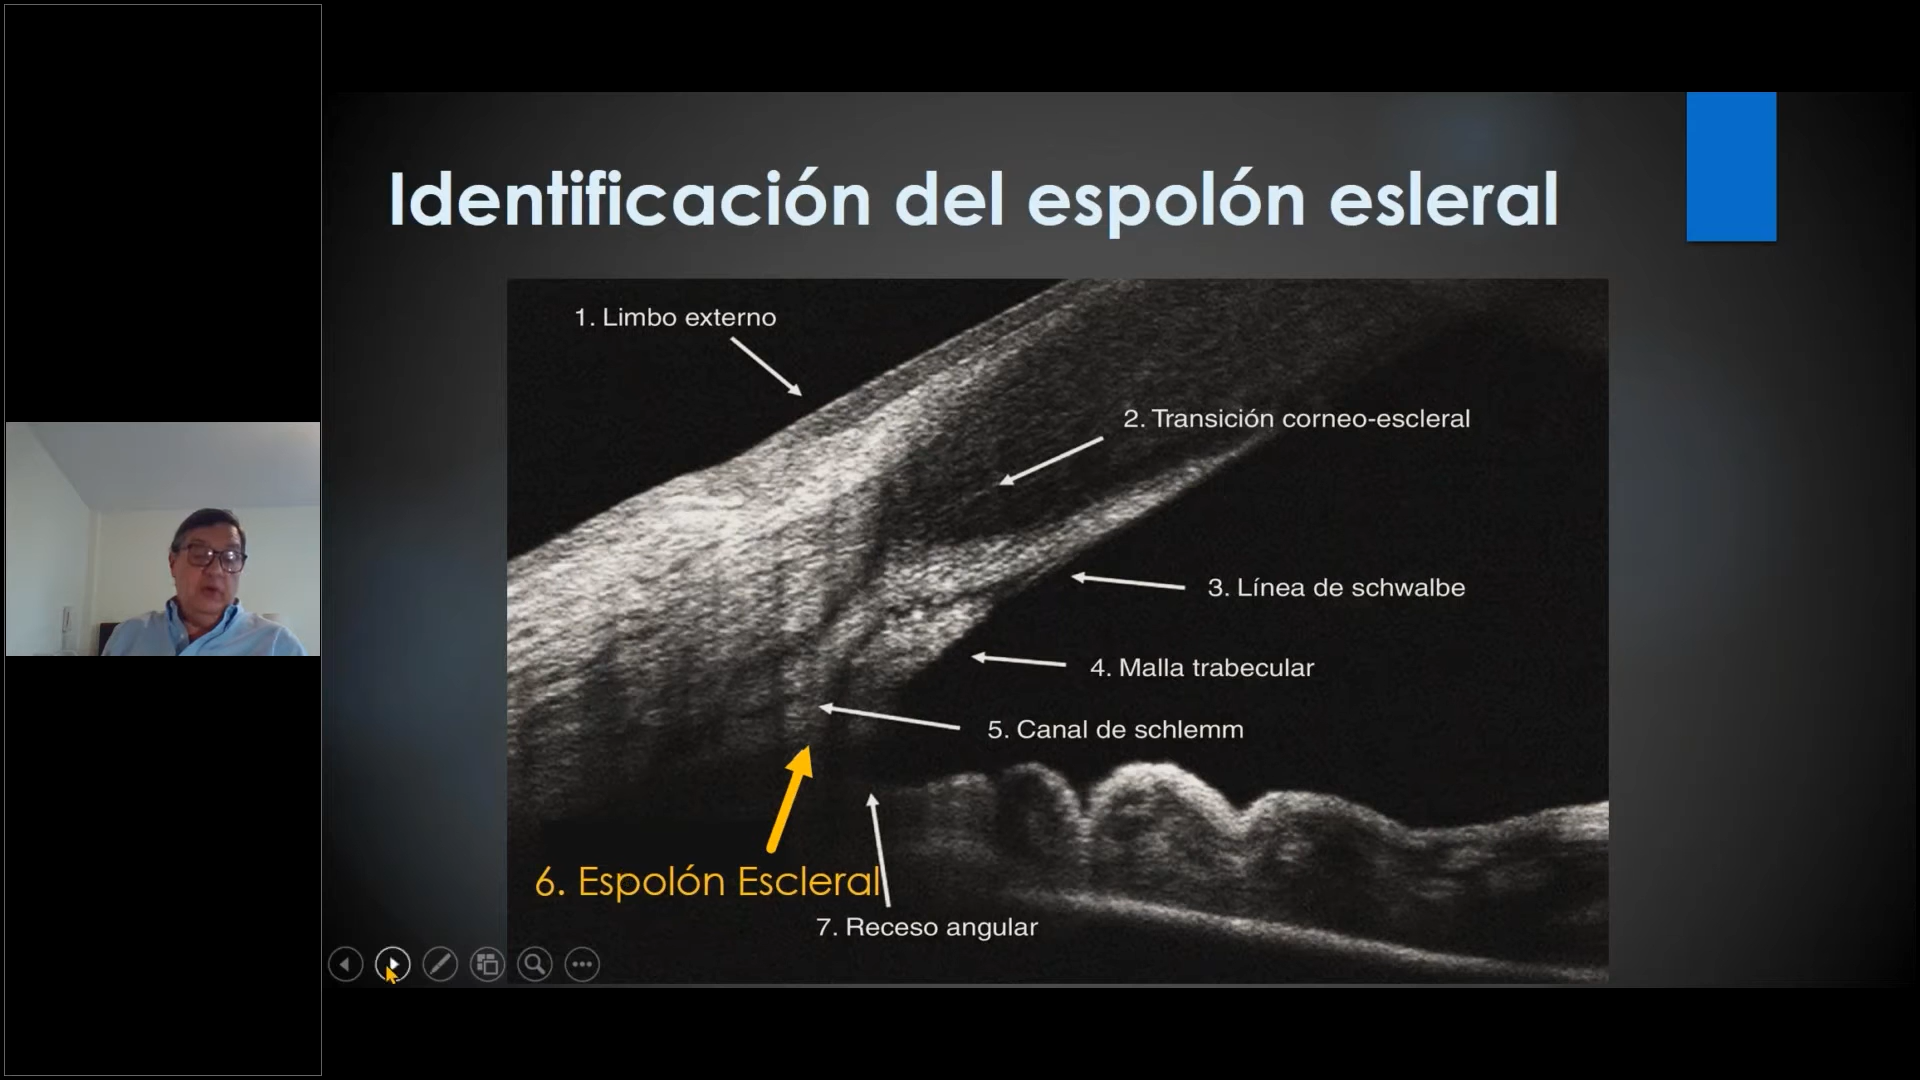 Identificación del espolón esleral
1. Limbo externo
2. Transición corneo-escleral
3. Línea de schwalbe
4. Malla trabecular
5. Canal de schlemm
6. Espolón Escleral
7. Receso angular